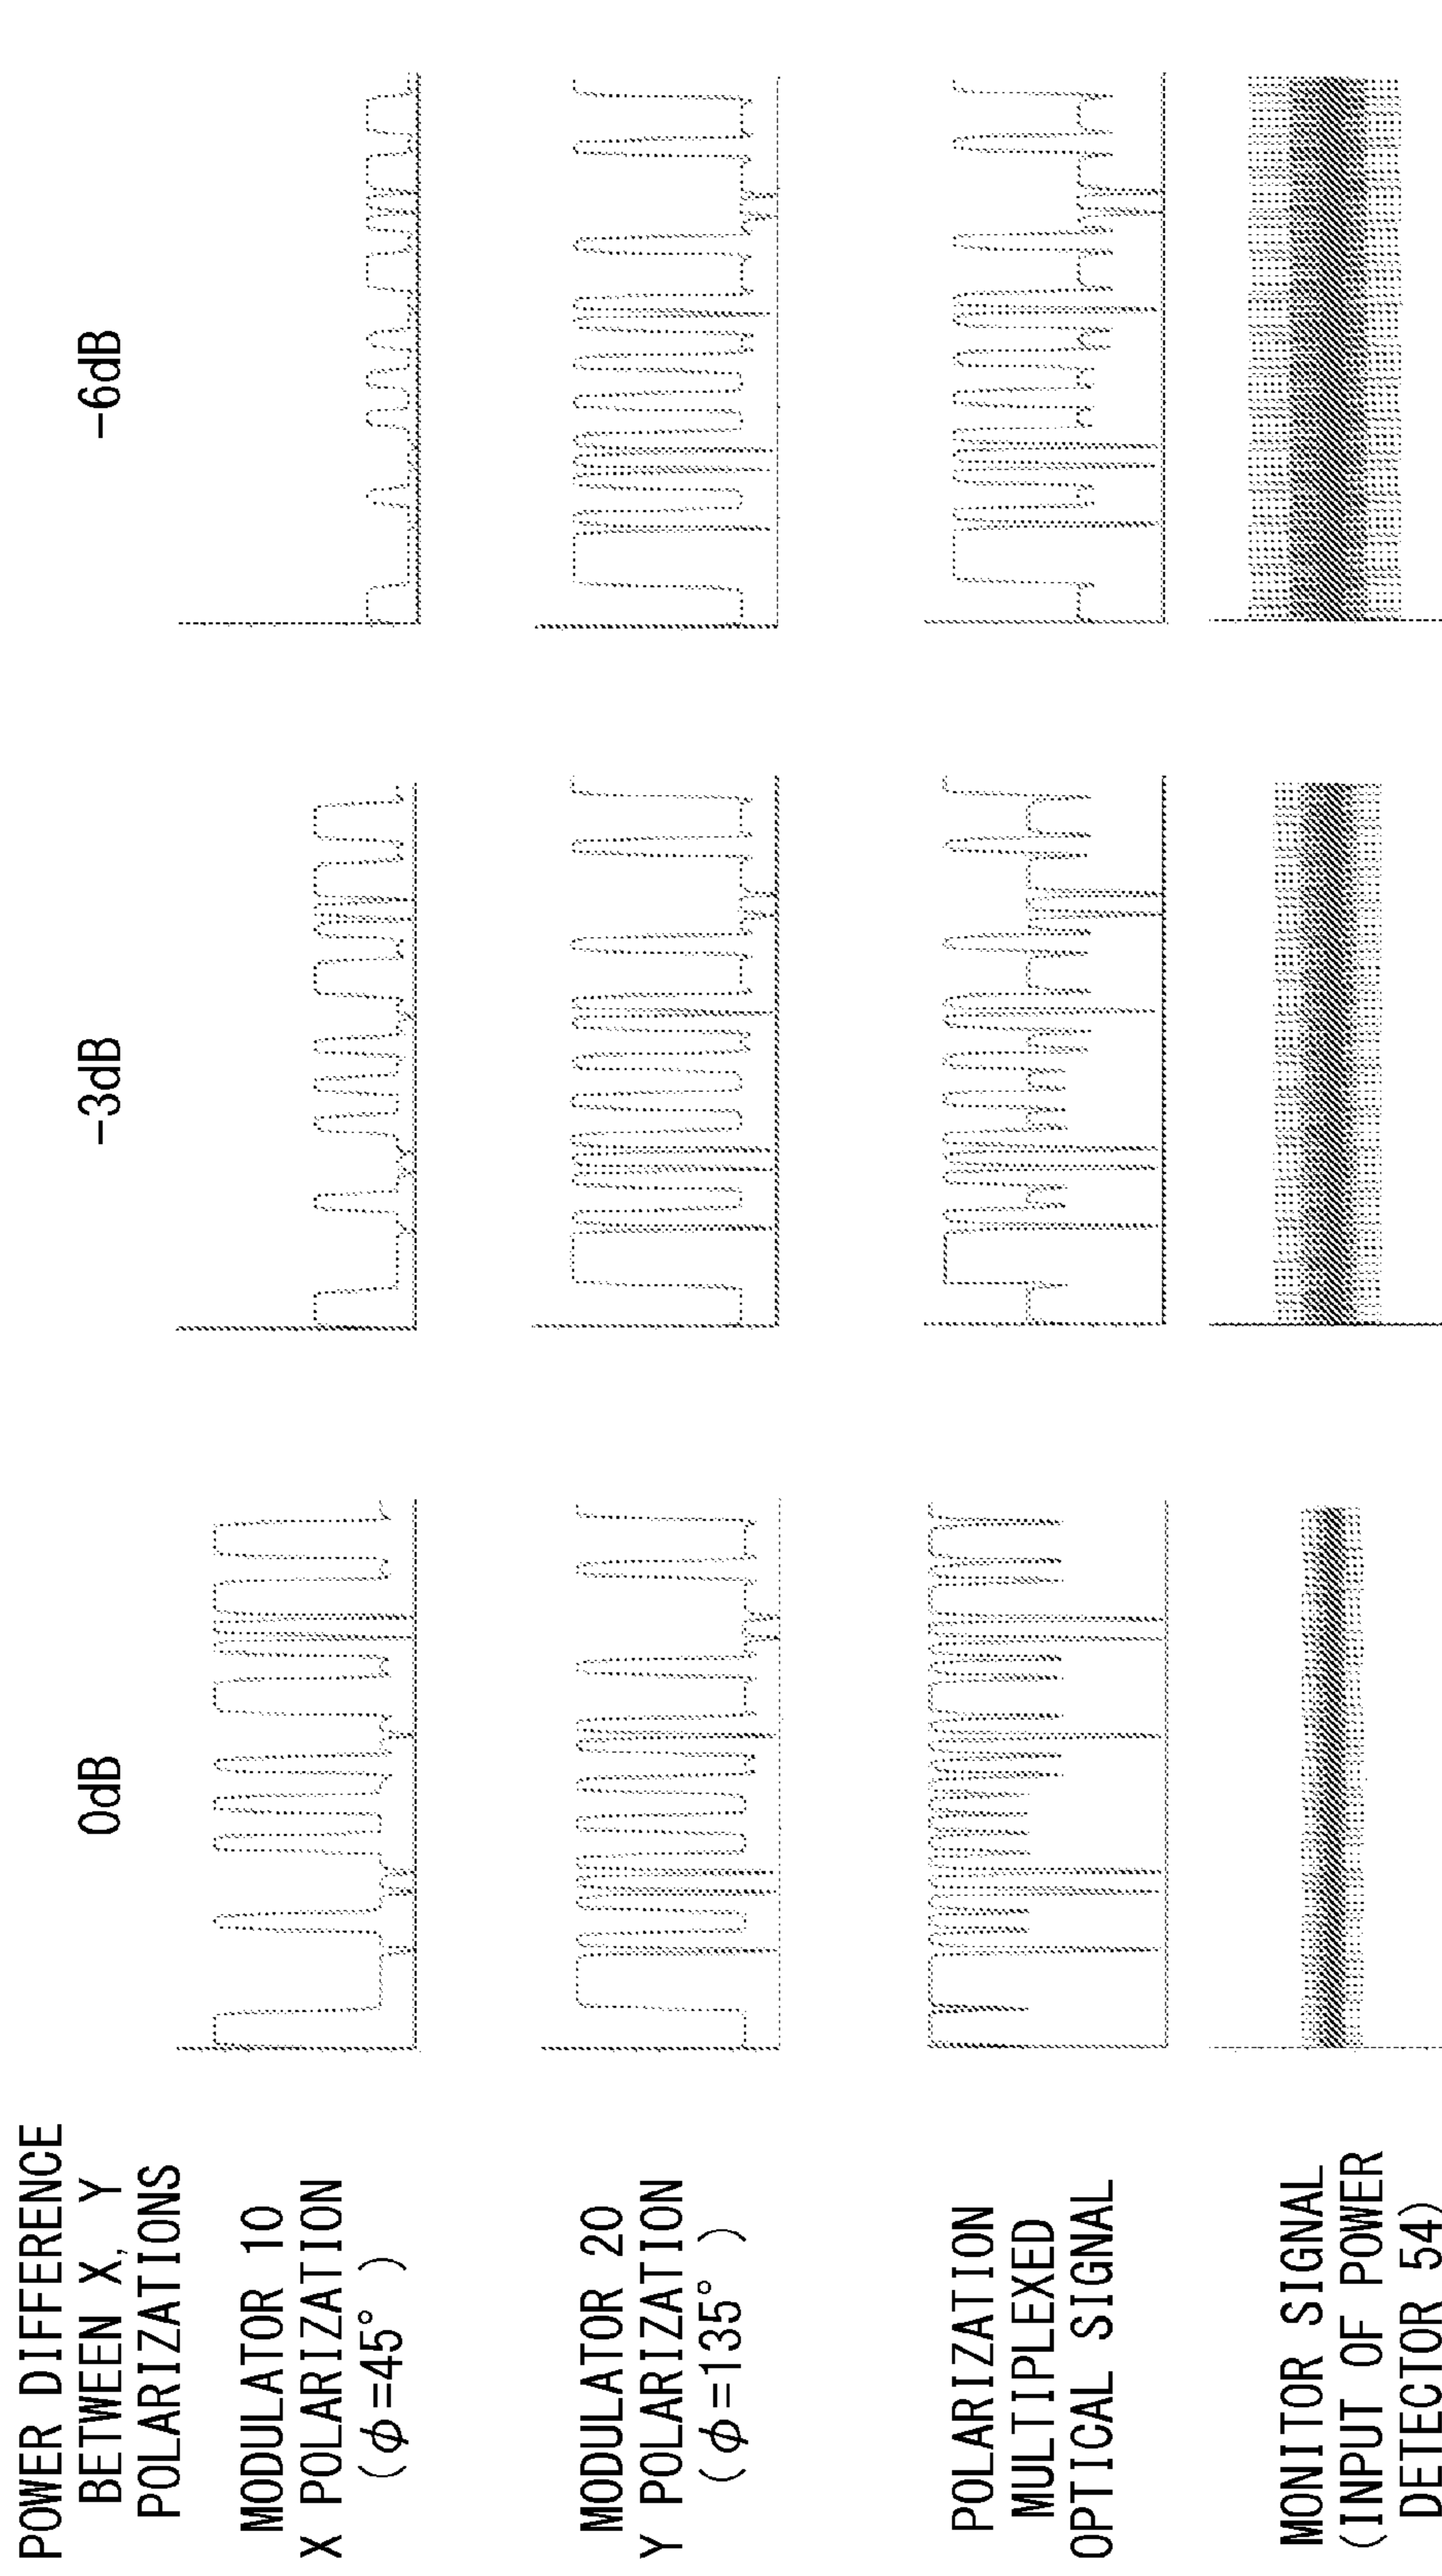 POWER DIFFERENCE
BETWEEN X, Y
POLARIZATIONS
0dB
-3dB
-6dB
MODULATOR 10
X POLARIZATION
(ϕ=45°)
MODULATOR 20
Y POLARIZATION
(ϕ=135°)
POLARIZATION
MULTIPLEXED
OPTICAL SIGNAL
MONITOR SIGNAL
(INPUT OF POWER
DETECTOR 54)